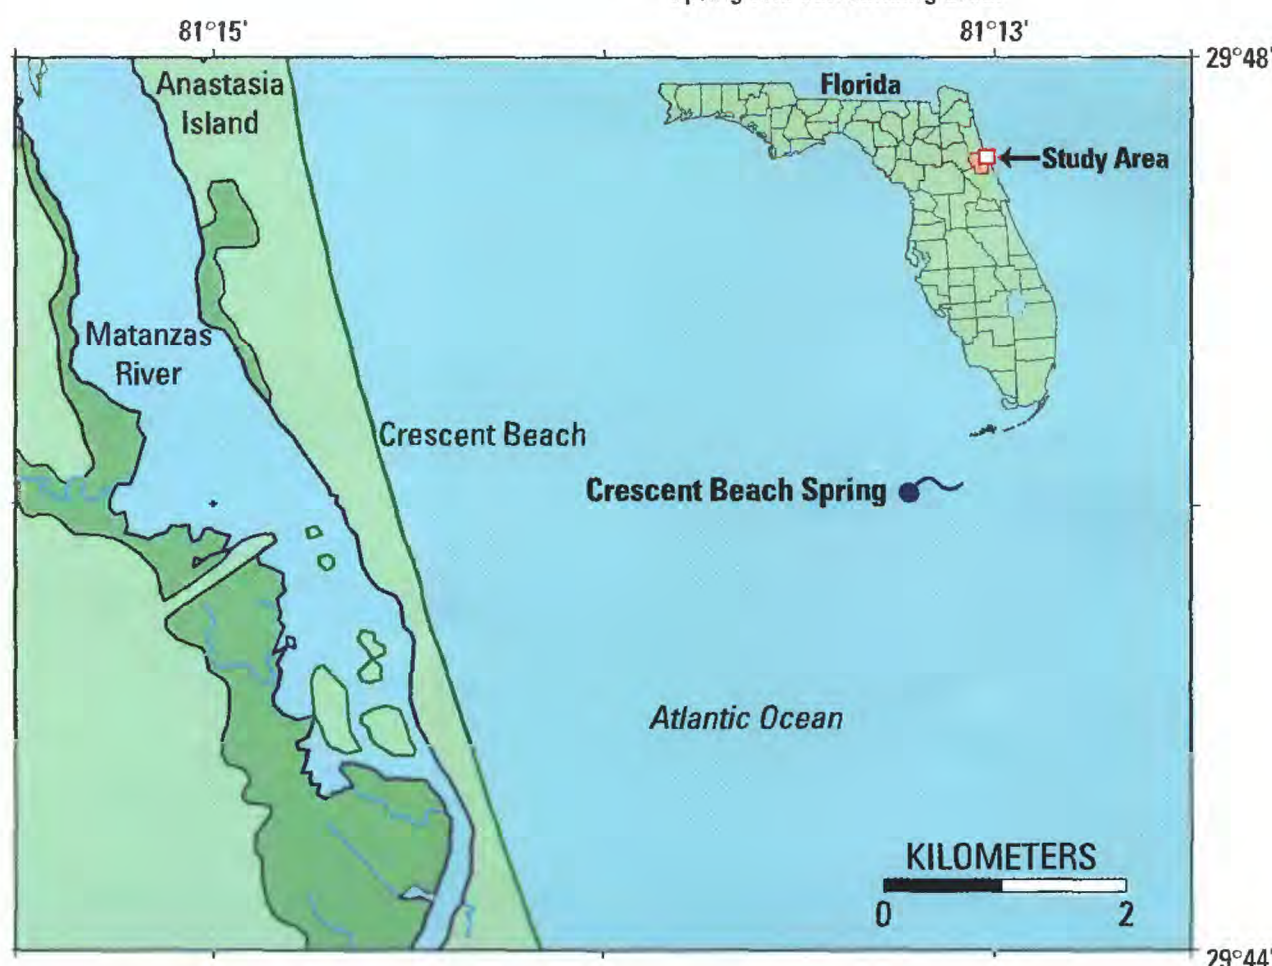 81°15'
81°13'
29°48'
Anastasia
Island
Florida
Study Area
Matanzas
River
Crescent Beach
Crescent Beach Spring
Atlantic Ocean
KILOMETERS
0
2
29°44'